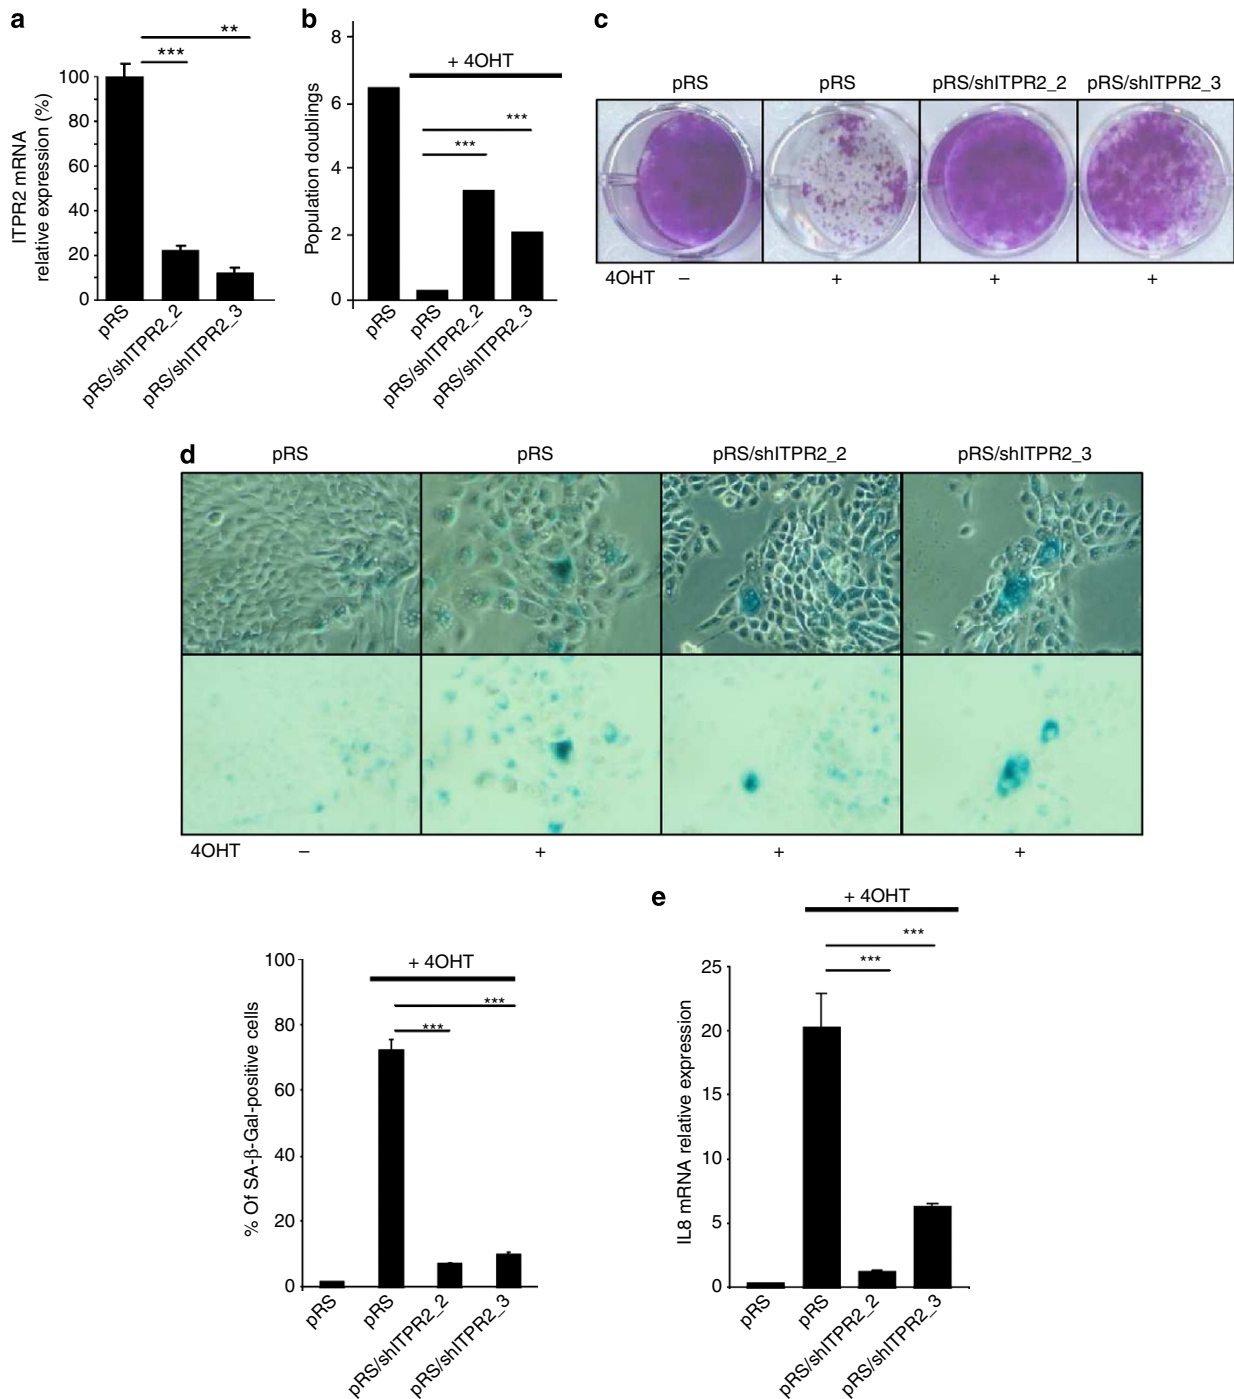 a
**
***
ITPR2 mRNA
relative expression (%)
100
80
60
40
20
0
pRS
pRS/shITPR2_2
pRS/shITPR2_3
b
+ 4OHT
***
***
Population doublings
8
6
4
2
0
pRS
pRS
pRS/shITPR2_2
pRS/shITPR2_3
c
pRS pRS pRS/shITPR2_2 pRS/shITPR2_3
4OHT – + + +
d
pRS pRS pRS/shITPR2_2 pRS/shITPR2_3
4OHT – + + +
+ 4OHT
***
***
% Of SA-β-Gal-positive cells
100
80
60
40
20
0
pRS
pRS
pRS/shITPR2_2
pRS/shITPR2_3
e
+ 4OHT
***
***
IL8 mRNA relative expression
25
20
15
10
5
0
pRS
pRS
pRS/shITPR2_2
pRS/shITPR2_3